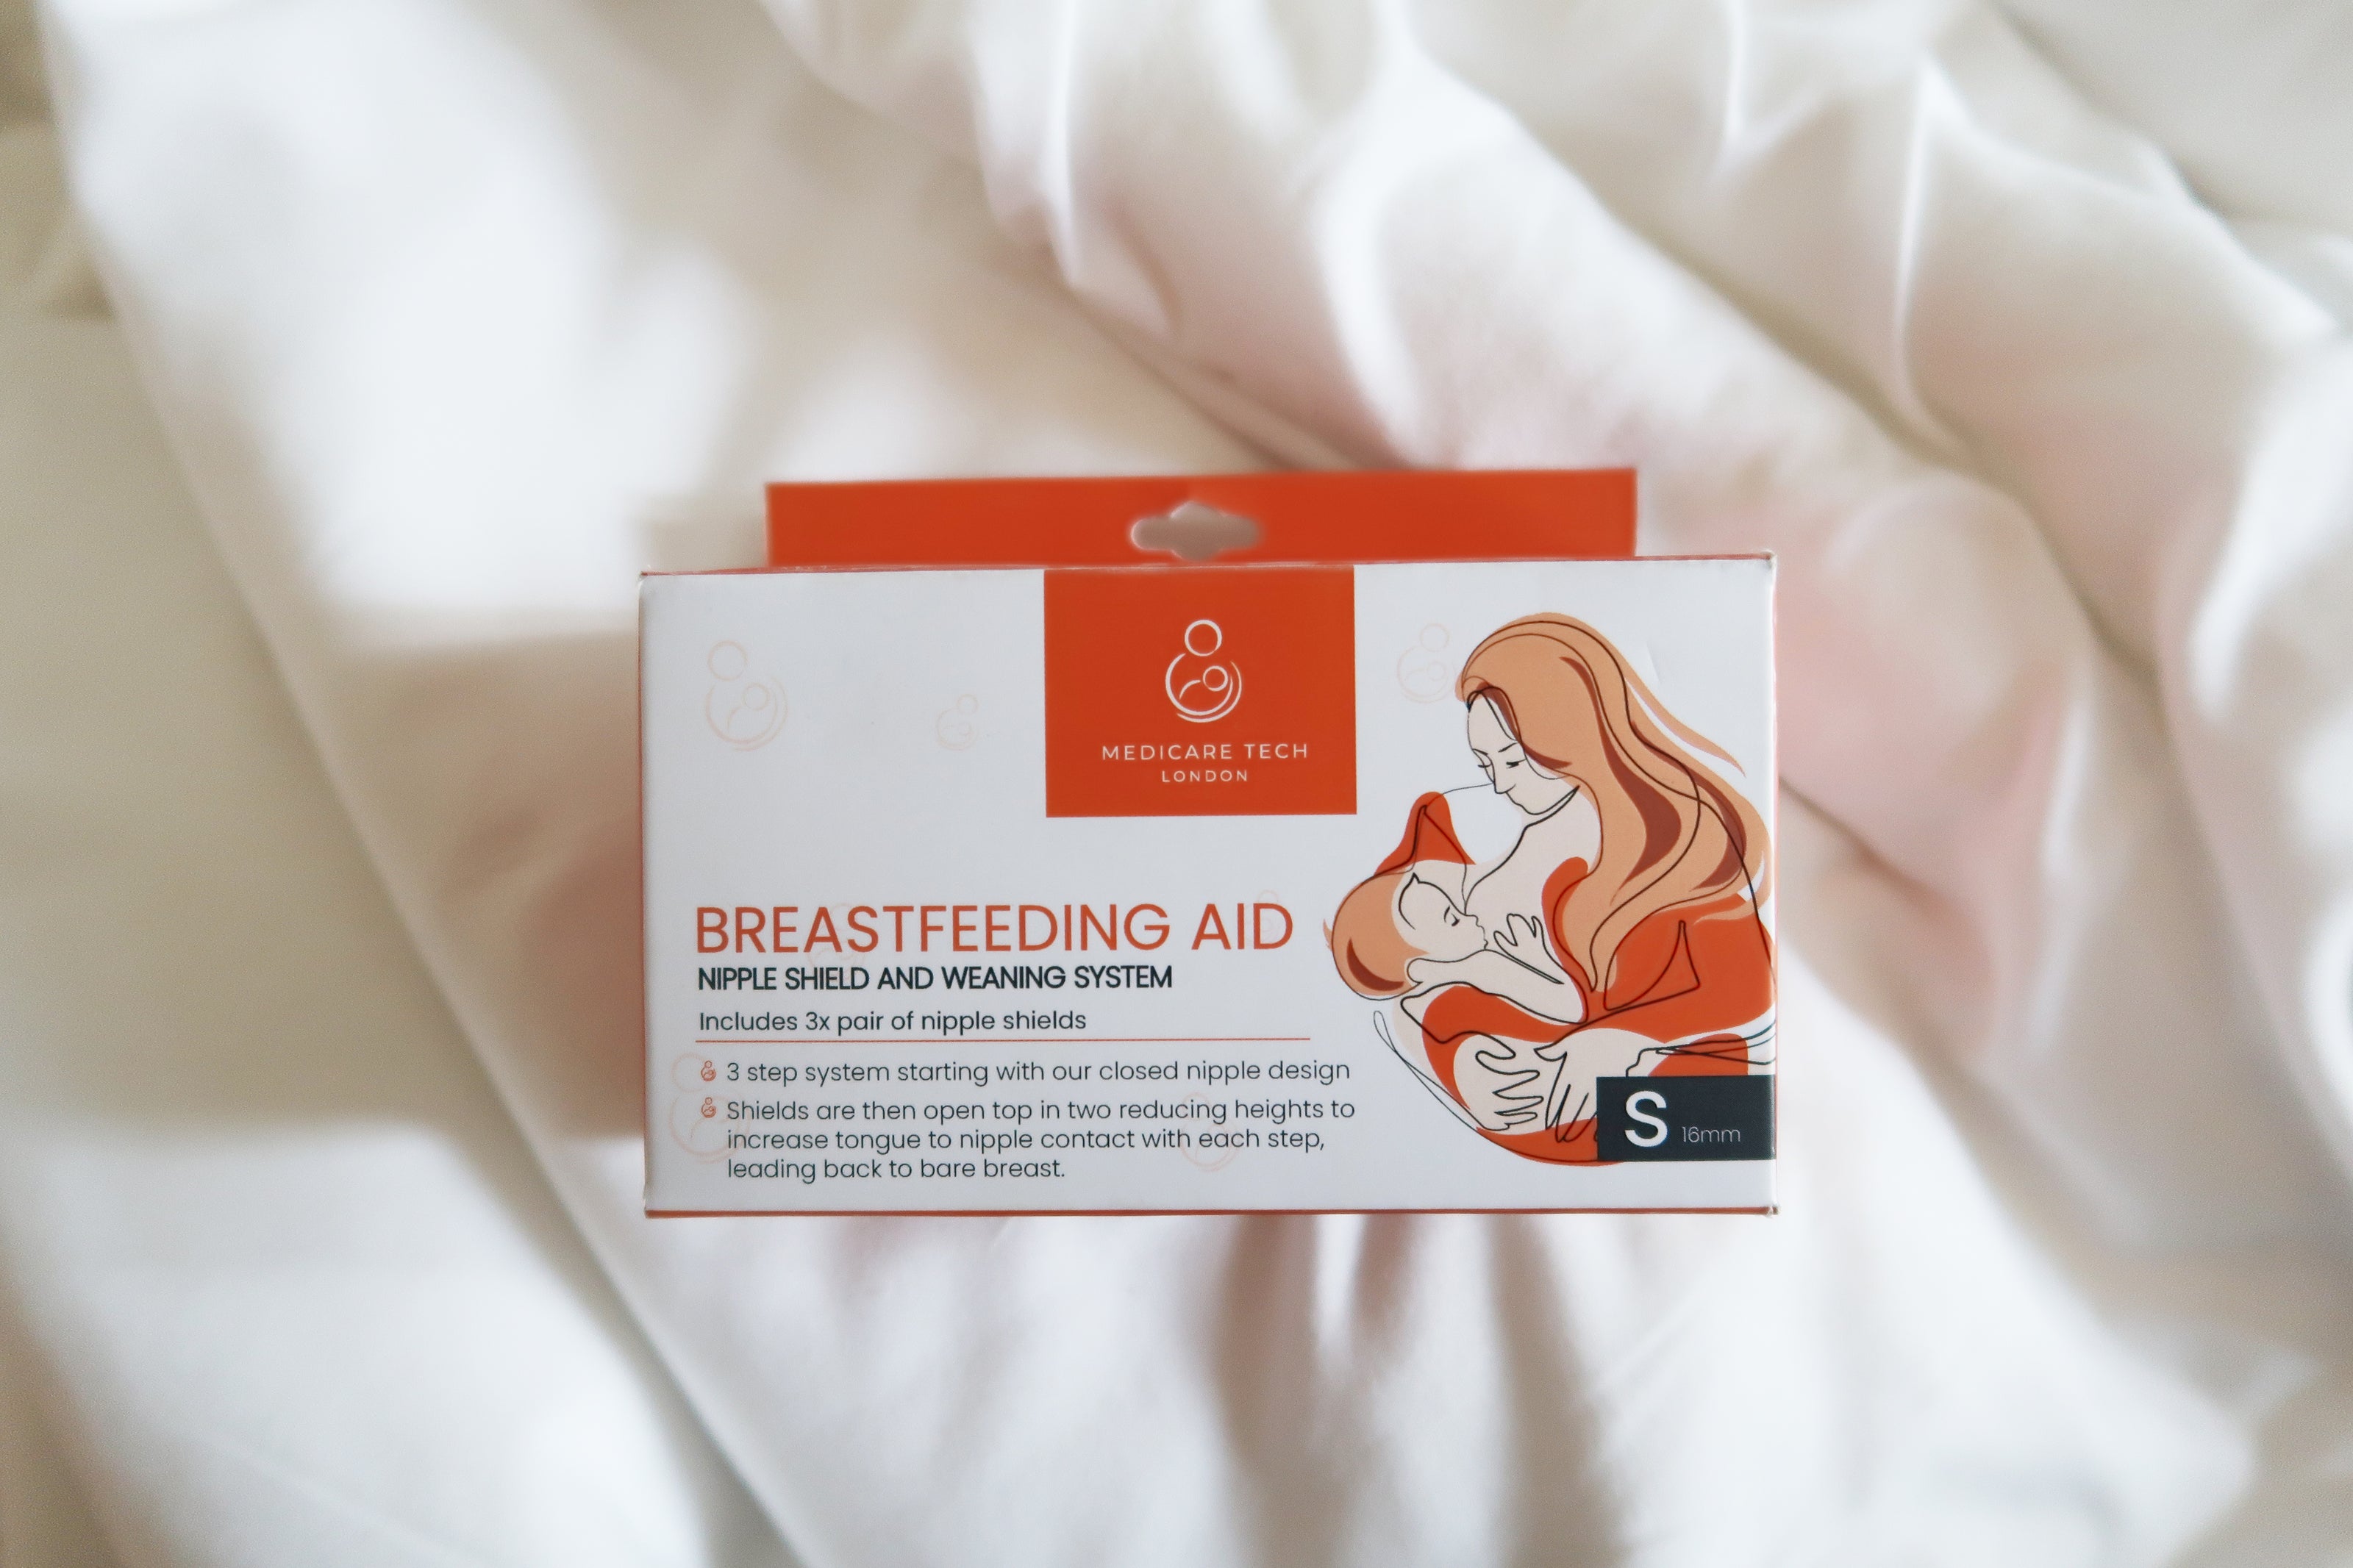 MEDICARE TECH
LONDON
BREASTFEEDING AID
NIPPLE SHIELD AND WEANING SYSTEM
Includes 3x pair of nipple shields
3 step system starting with our closed nipple design
Shields are then open top in two reducing heights to
increase tongue to nipple contact with each step,
leading back to bare breast.
S 16mm